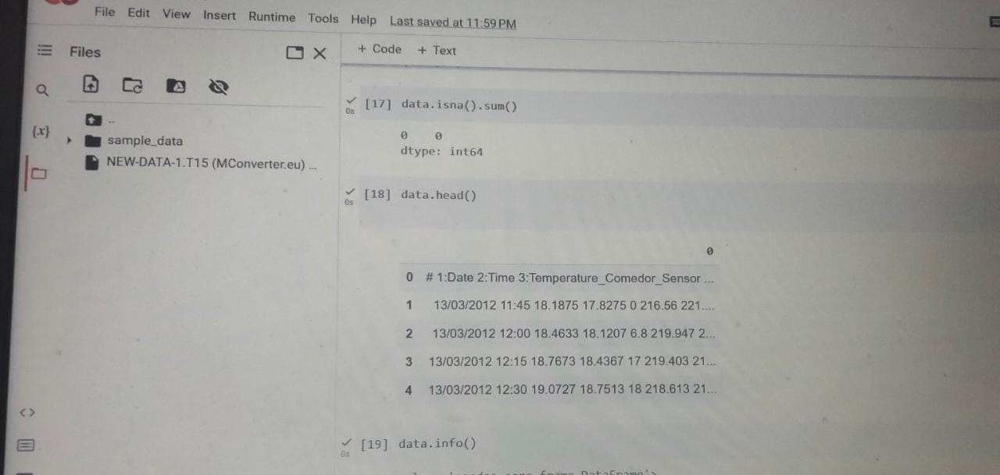 File Edit View Insert Runtime Tools Help Last saved at 11:59 PM
Files
+ Code + Text
..
sample_data
NEW-DATA-1.T15 (MConverter.eu) ...
{x}
[17] data.isna().sum()
0s
0 0
dtype: int64
[18] data.head()
0s
0
0 # 1:Date 2:Time 3:Temperature_Comedor_Sensor ...
1 13/03/2012 11:45 18.1875 17.8275 0 216.56 221....
2 13/03/2012 12:00 18.4633 18.1207 6.8 219.947 2...
3 13/03/2012 12:15 18.7673 18.4367 17 219.403 21...
4 13/03/2012 12:30 19.0727 18.7513 18 218.613 21...
[19] data.info()
0s